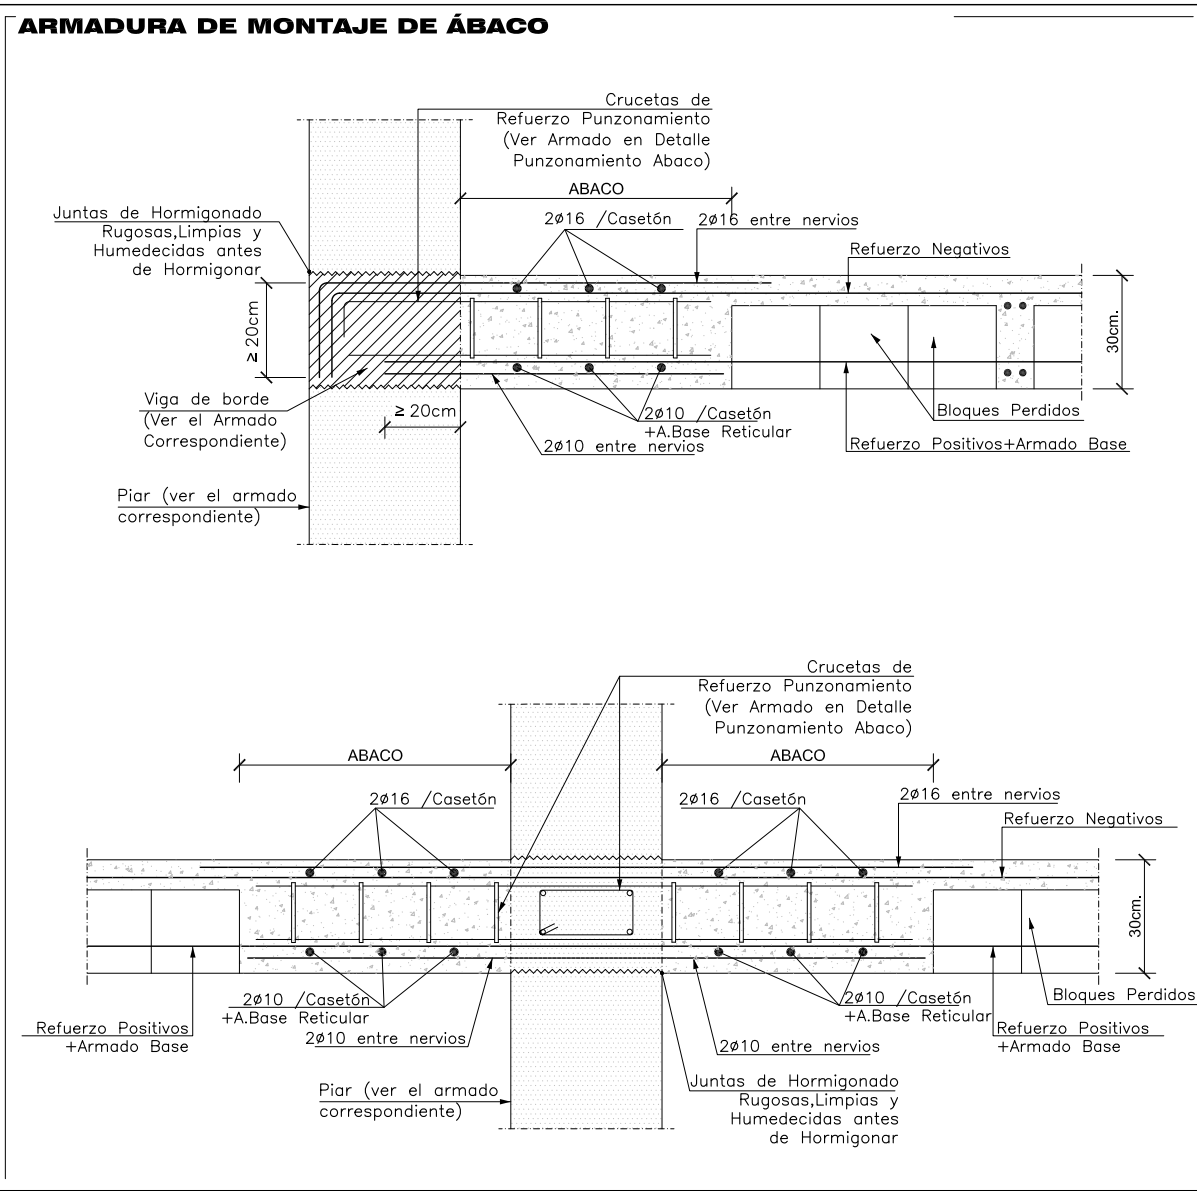 ARMADURA DE MONTAJE DE ÁBACO
Crucetas de
Refuerzo Punzonamiento
(Ver Armado en Detalle
Punzonamiento Abaco)
ABACO
Juntas de Hormigonado
Rugosas,Limpias y
Humedecidas antes
de Hormigonar
2ø16 /Casetón
2ø16 entre nervios
Refuerzo Negativos
≥ 20cm
30cm.
Viga de borde
(Ver el Armado
Correspondiente)
≥ 20cm
2ø10 /Casetón
+A.Base Reticular
2ø10 entre nervios
Bloques Perdidos
Refuerzo Positivos+Armado Base
Piar (ver el armado
correspondiente)
Crucetas de
Refuerzo Punzonamiento
(Ver Armado en Detalle
Punzonamiento Abaco)
ABACO
ABACO
2ø16 /Casetón
2ø16 /Casetón
2ø16 entre nervios
Refuerzo Negativos
30cm.
2ø10 /Casetón
+A.Base Reticular
2ø10 /Casetón
+A.Base Reticular
Bloques Perdidos
Refuerzo Positivos
+Armado Base
2ø10 entre nervios
2ø10 entre nervios
Refuerzo Positivos
+Armado Base
Piar (ver el armado
correspondiente)
Juntas de Hormigonado
Rugosas,Limpias y
Humedecidas antes
de Hormigonar